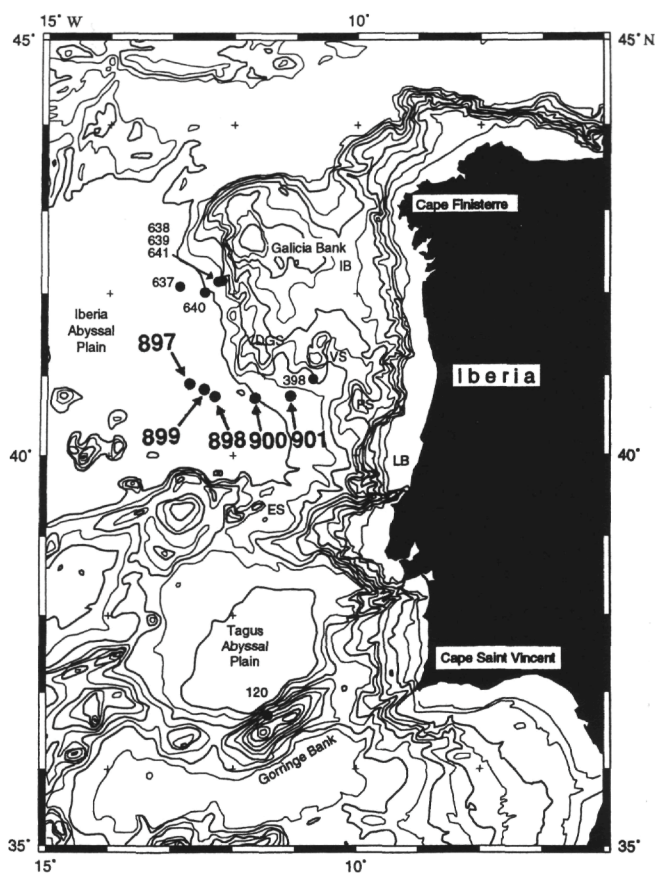 15° W
10°
45°
45° N
Cape Finisterre
638
639
641
Galicia Bank
IB
637
640
Iberia
Abyssal
Plain
VDGS
VS
897
398
Iberia
PS
899
898
900
901
LB
40°
40°
ES
Tagus
Abyssal
Plain
Cape Saint Vincent
120
Gorringe Bank
35°
35°
15°
10°